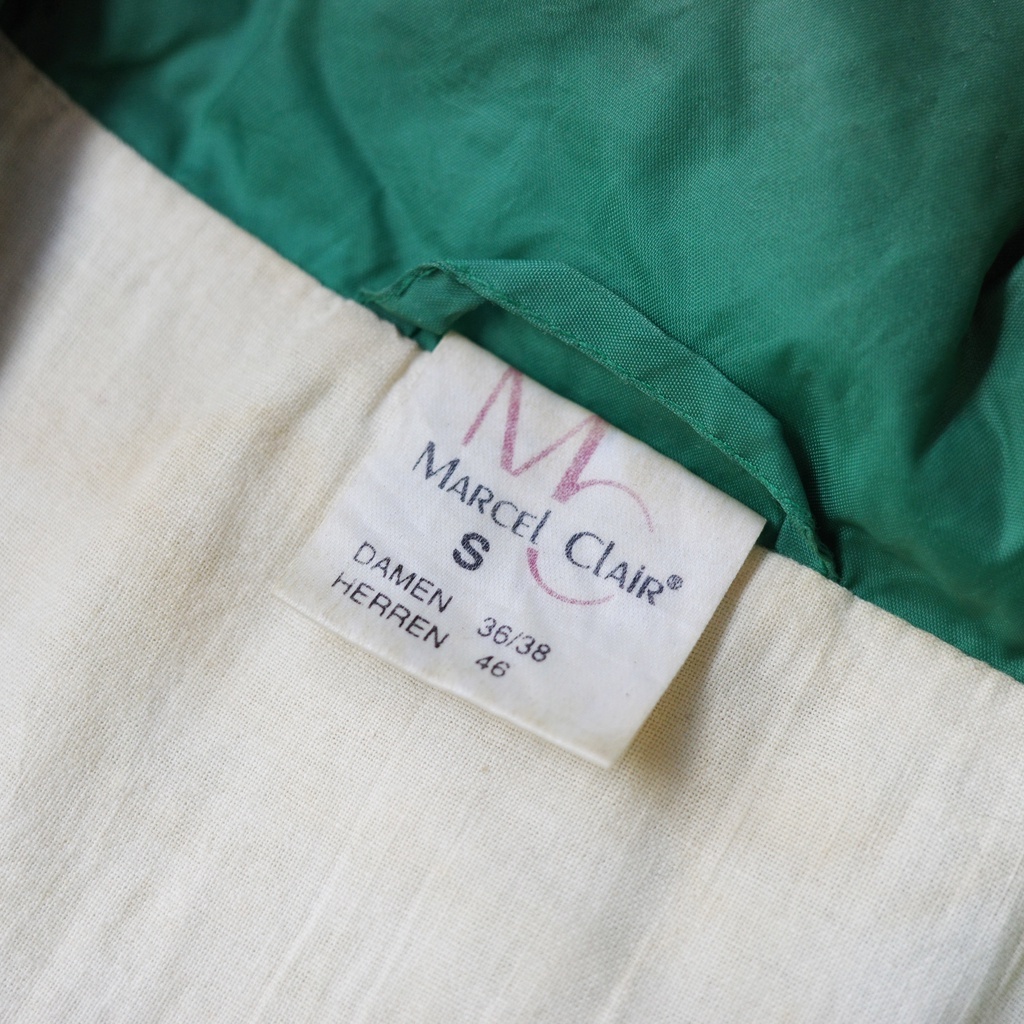 MC
MARCEL CLAIR®
S
DAMEN 36/38
HERREN 46